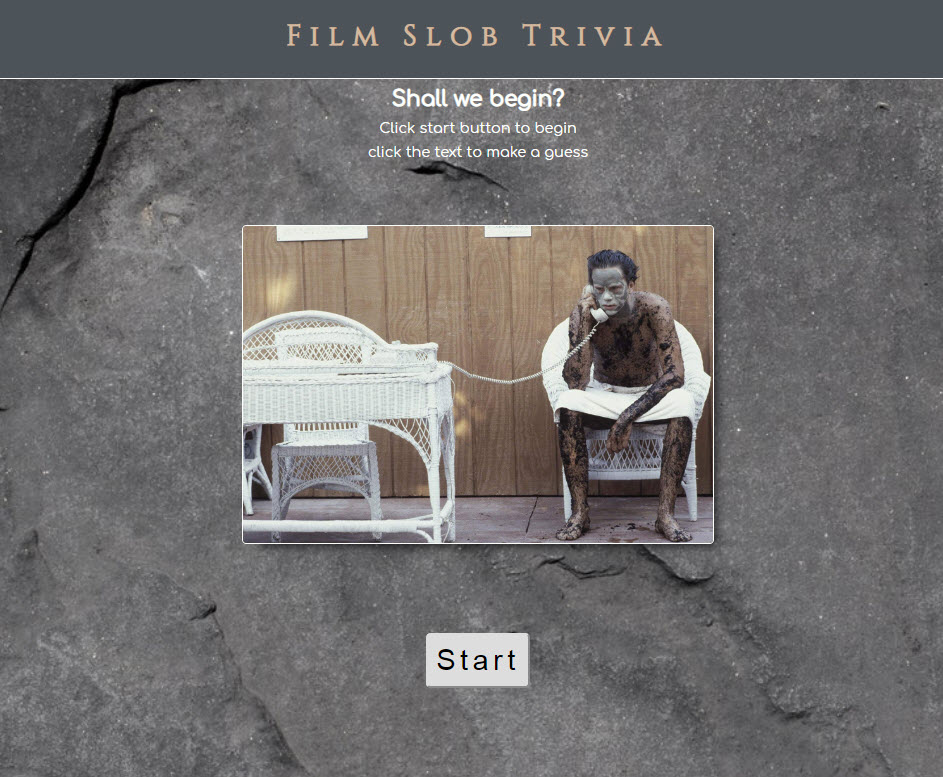 Film Slob Trivia
Shall we begin?
Click start button to begin
click the text to make a guess
Start